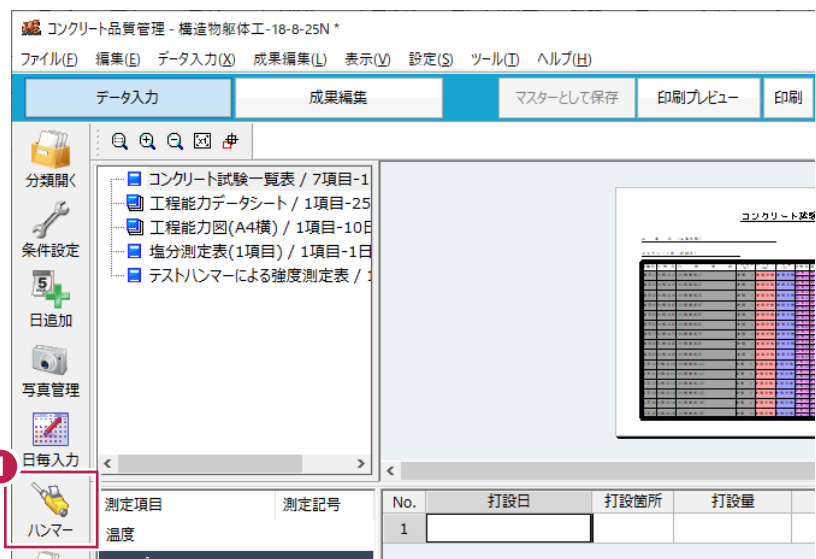 コンクリート品質管理 - 構造物躯体工-18-8-25N *
ファイル(F) 編集(E) データ入力(X) 成果編集(L) 表示(V) 設定(S) ツール(T) ヘルプ(H)
データ入力 成果編集 マスターとして保存 印刷プレビュー 印刷
分類開く
条件設定
日追加
写真管理
日毎入力
1
ハンマー
コンクリート試験一覧表 / 7項目-1
工程能力データシート / 1項目-25
工程能力図(A4横) / 1項目-10日
塩分測定表(1項目) / 1項目-1日
テストハンマーによる強度測定表 / 1
コンクリート試験
測定項目 測定記号
温度
No. 打設日 打設箇所 打設量
1